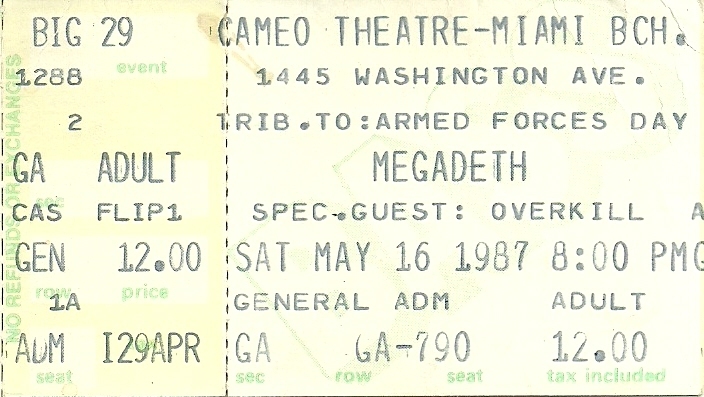 BIG 29 CAMEO THEATRE-MIAMI BCH.
event
1288 1445 WASHINGTON AVE.
2 TRIB.TO:ARMED FORCES DAY
GA ADULT MEGADETH
sec
CAS FLIP1 SPEC.GUEST: OVERKILL A
GEN 12.00 SAT MAY 16 1987 8:00 PMG
row price
1A GENERAL ADM ADULT
ADM I29APR GA GA-790 12.00
seat sec row seat tax included
NO REFUNDS OR EXCHANGES